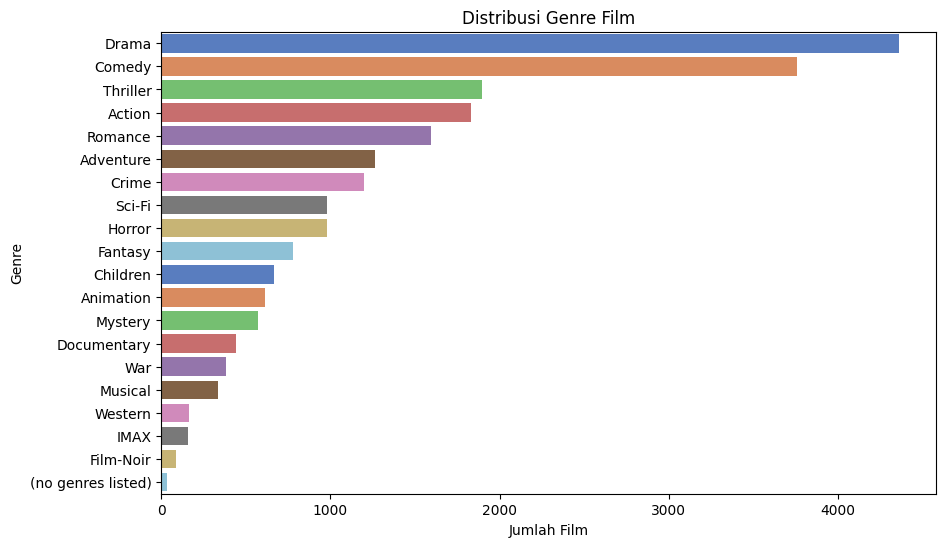 Distribusi Genre Film
Genre
Drama
Comedy
Thriller
Action
Romance
Adventure
Crime
Sci-Fi
Horror
Fantasy
Children
Animation
Mystery
Documentary
War
Musical
Western
IMAX
Film-Noir
(no genres listed)
0 1000 2000 3000 4000
Jumlah Film